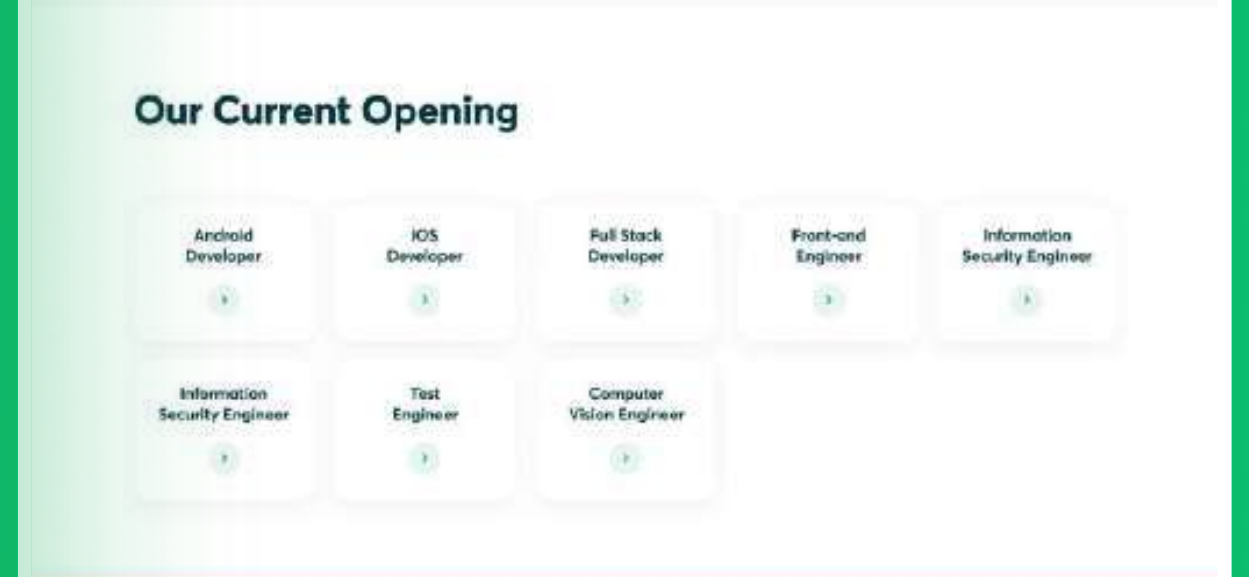 Our Current Opening
Android
Developer
iOS
Developer
Full Stack
Developer
Front-end
Engineer
Information
Security Engineer
Information
Security Engineer
Test
Engineer
Computer
Vision Engineer